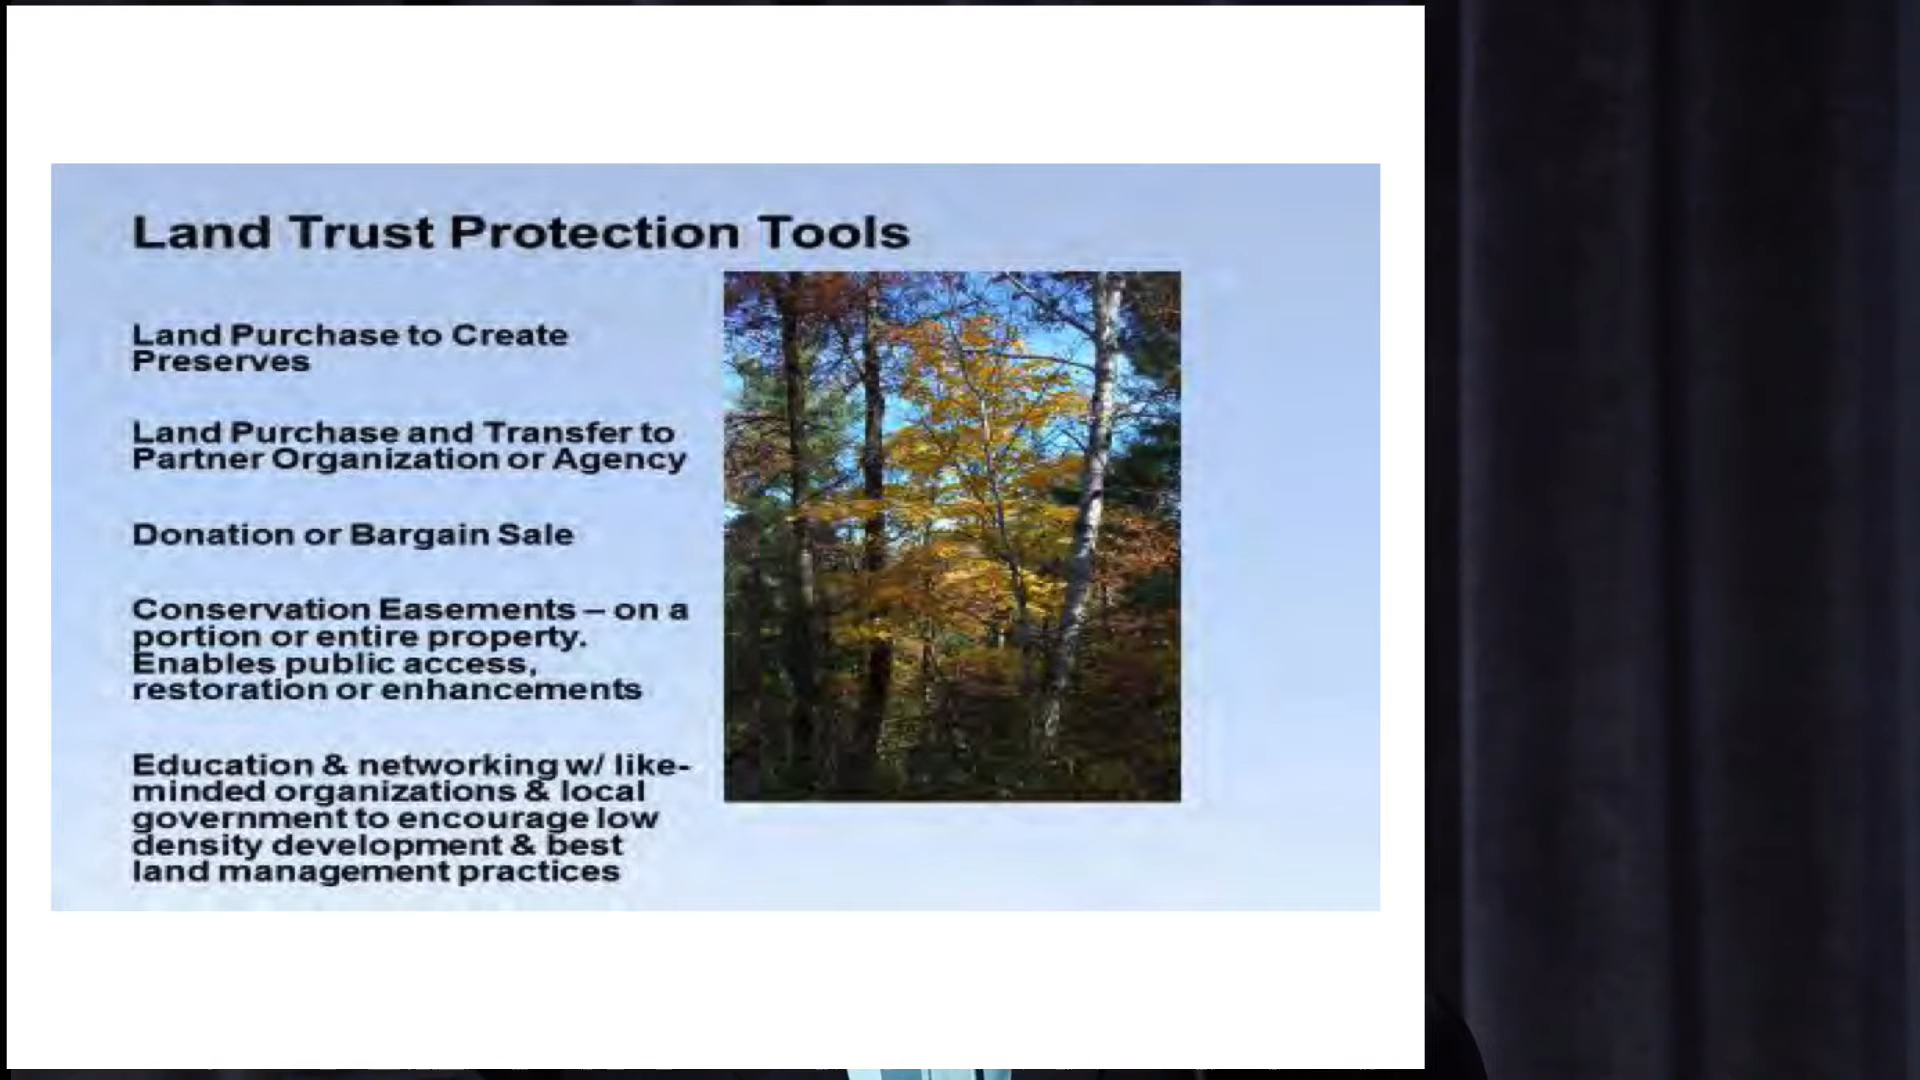 Land Trust Protection Tools
Land Purchase to Create
Preserves
Land Purchase and Transfer to
Partner Organization or Agency
Donation or Bargain Sale
Conservation Easements – on a
portion or entire property.
Enables public access,
restoration or enhancements
Education & networking w/ like-
minded organizations & local
government to encourage low
density development & best
land management practices